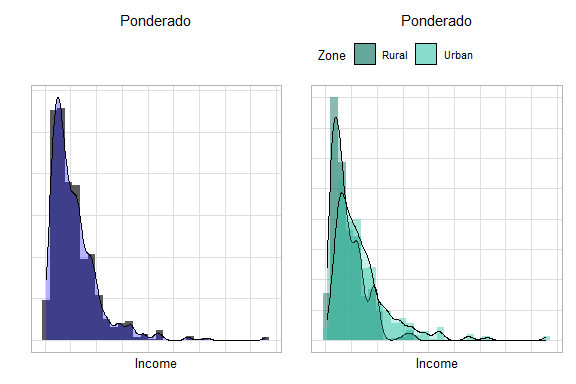 Ponderado
Ponderado
Zone Rural Urban
Income
Income